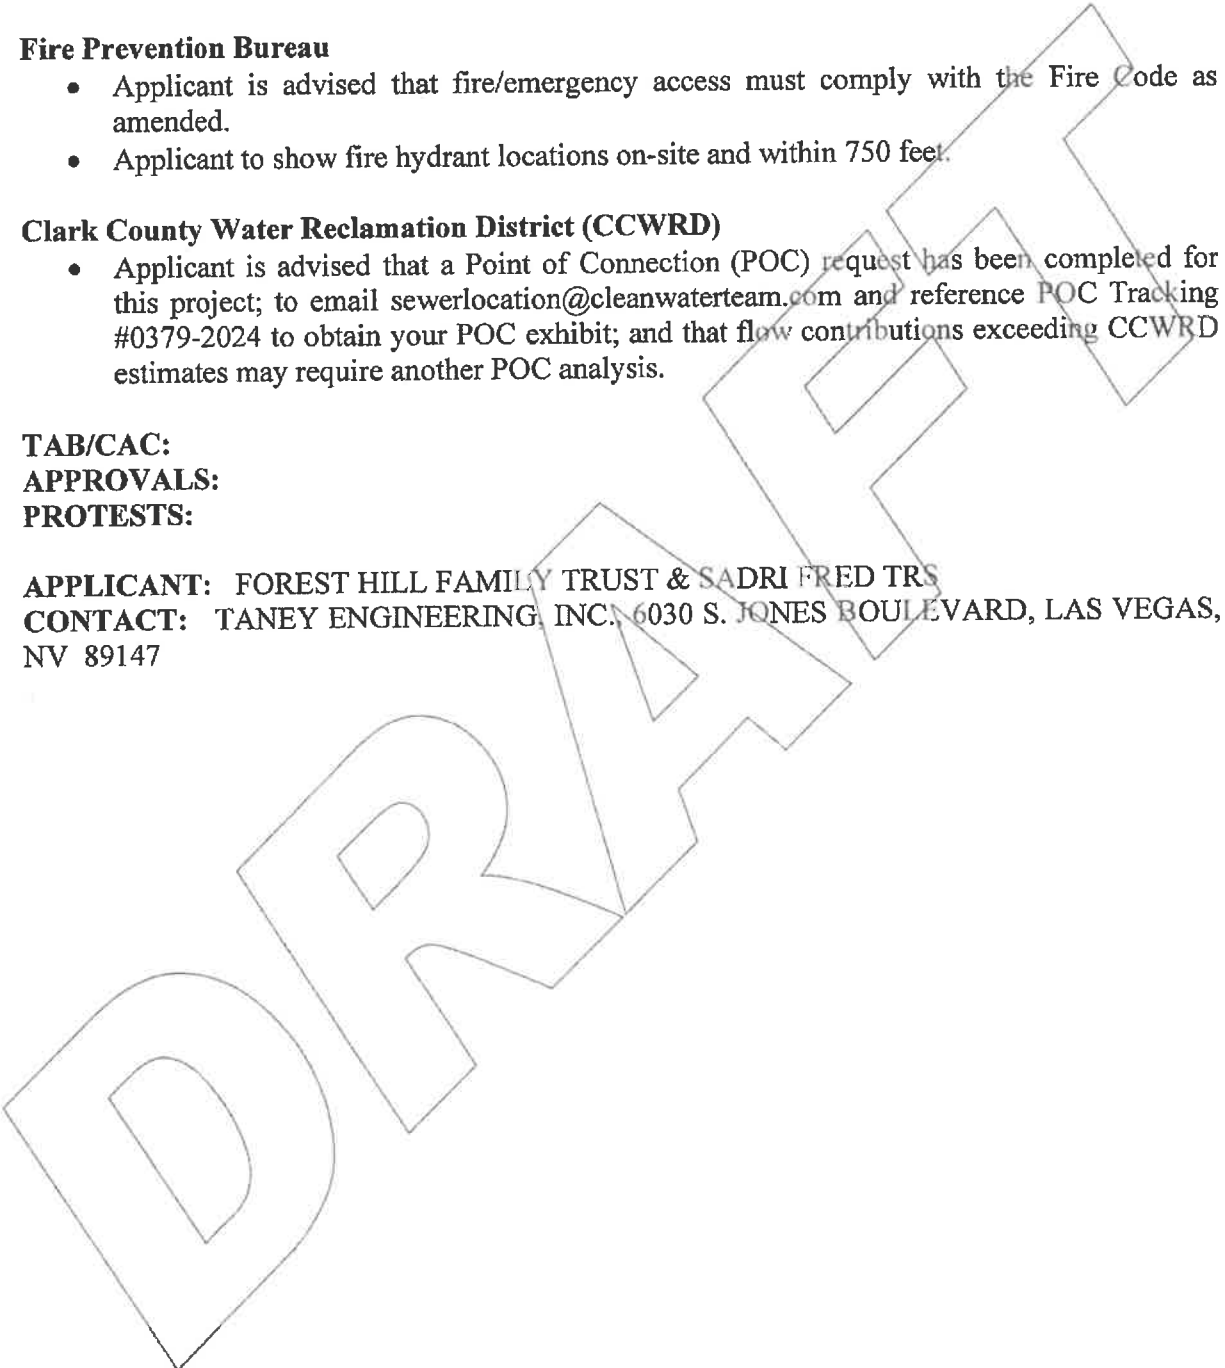 Fire Prevention Bureau
• Applicant is advised that fire/emergency access must comply with the Fire Code as
amended.
• Applicant to show fire hydrant locations on-site and within 750 feet.
Clark County Water Reclamation District (CCWRD)
• Applicant is advised that a Point of Connection (POC) request has been completed for
this project; to email sewerlocation@cleanwaterteam.com and reference POC Tracking
#0379-2024 to obtain your POC exhibit; and that flow contributions exceeding CCWRD
estimates may require another POC analysis.
TAB/CAC:
APPROVALS:
PROTESTS:
APPLICANT: FOREST HILL FAMILY TRUST & SADRI FRED TRS
CONTACT: TANEY ENGINEERING, INC., 6030 S. JONES BOULEVARD, LAS VEGAS,
NV 89147
DRAFT